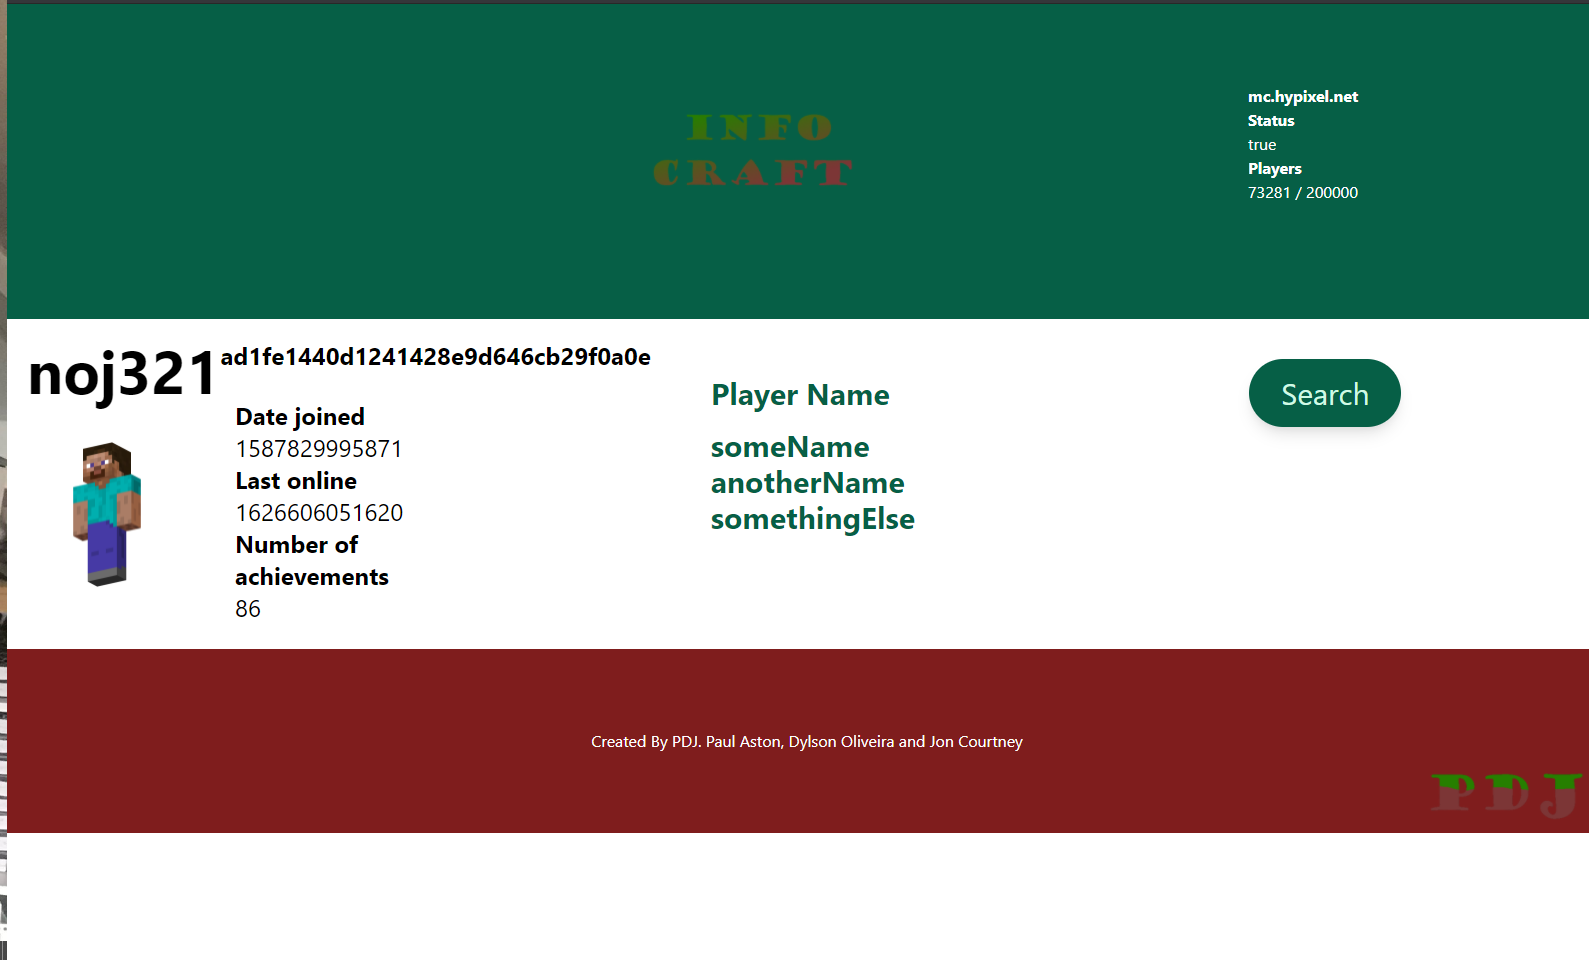 INFO
CRAFT
mc.hypixel.net
Status
true
Players
73281 / 200000
noj321
ad1fe1440d1241428e9d646cb29f0a0e
Date joined
1587829995871
Last online
1626606051620
Number of
achievements
86
Player Name
someName
anotherName
somethingElse
Search
Created By PDJ. Paul Aston, Dylson Oliveira and Jon Courtney
PDJ